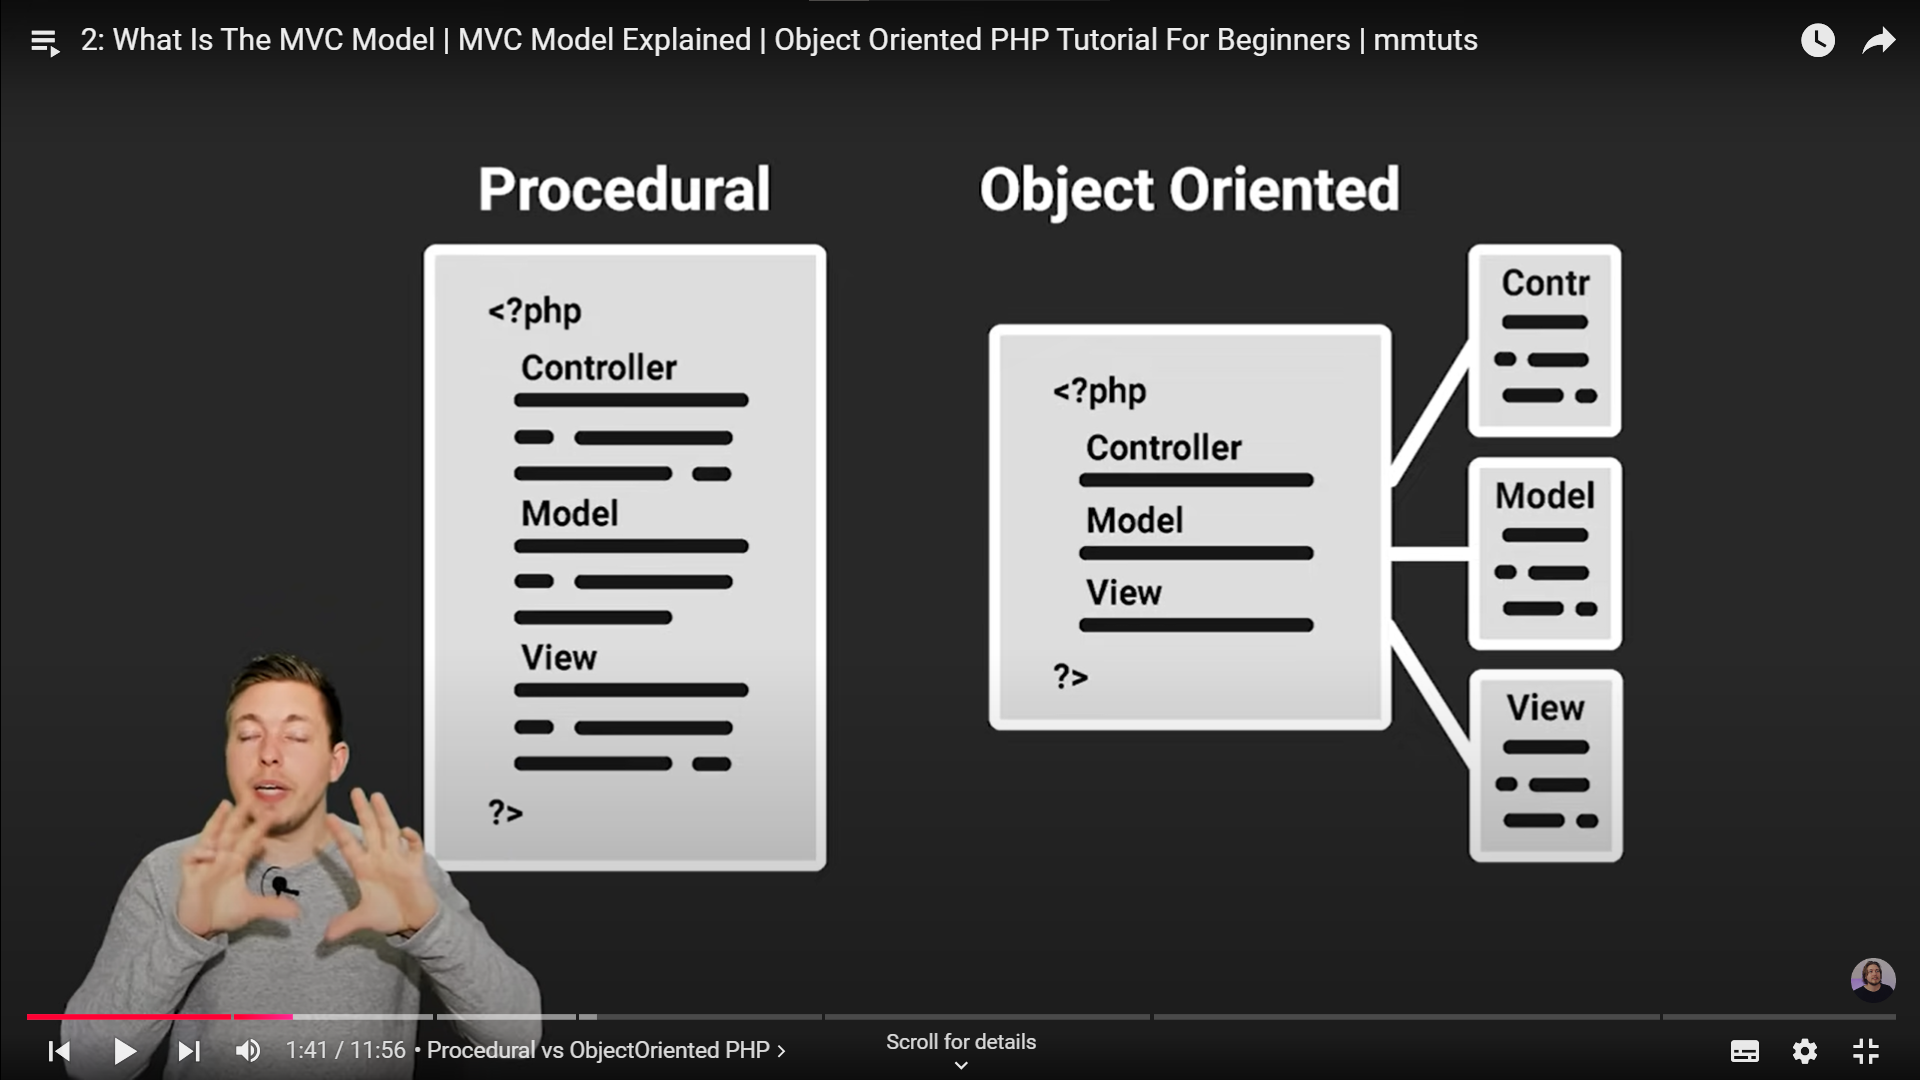 2: What Is The MVC Model | MVC Model Explained | Object Oriented PHP Tutorial For Beginners | mmtuts
Procedural
<?php
Controller
Model
View
?>
Object Oriented
<?php
Controller
Model
View
?>
Contr
Model
View
1:41 / 11:56 • Procedural vs ObjectOriented PHP >
Scroll for details